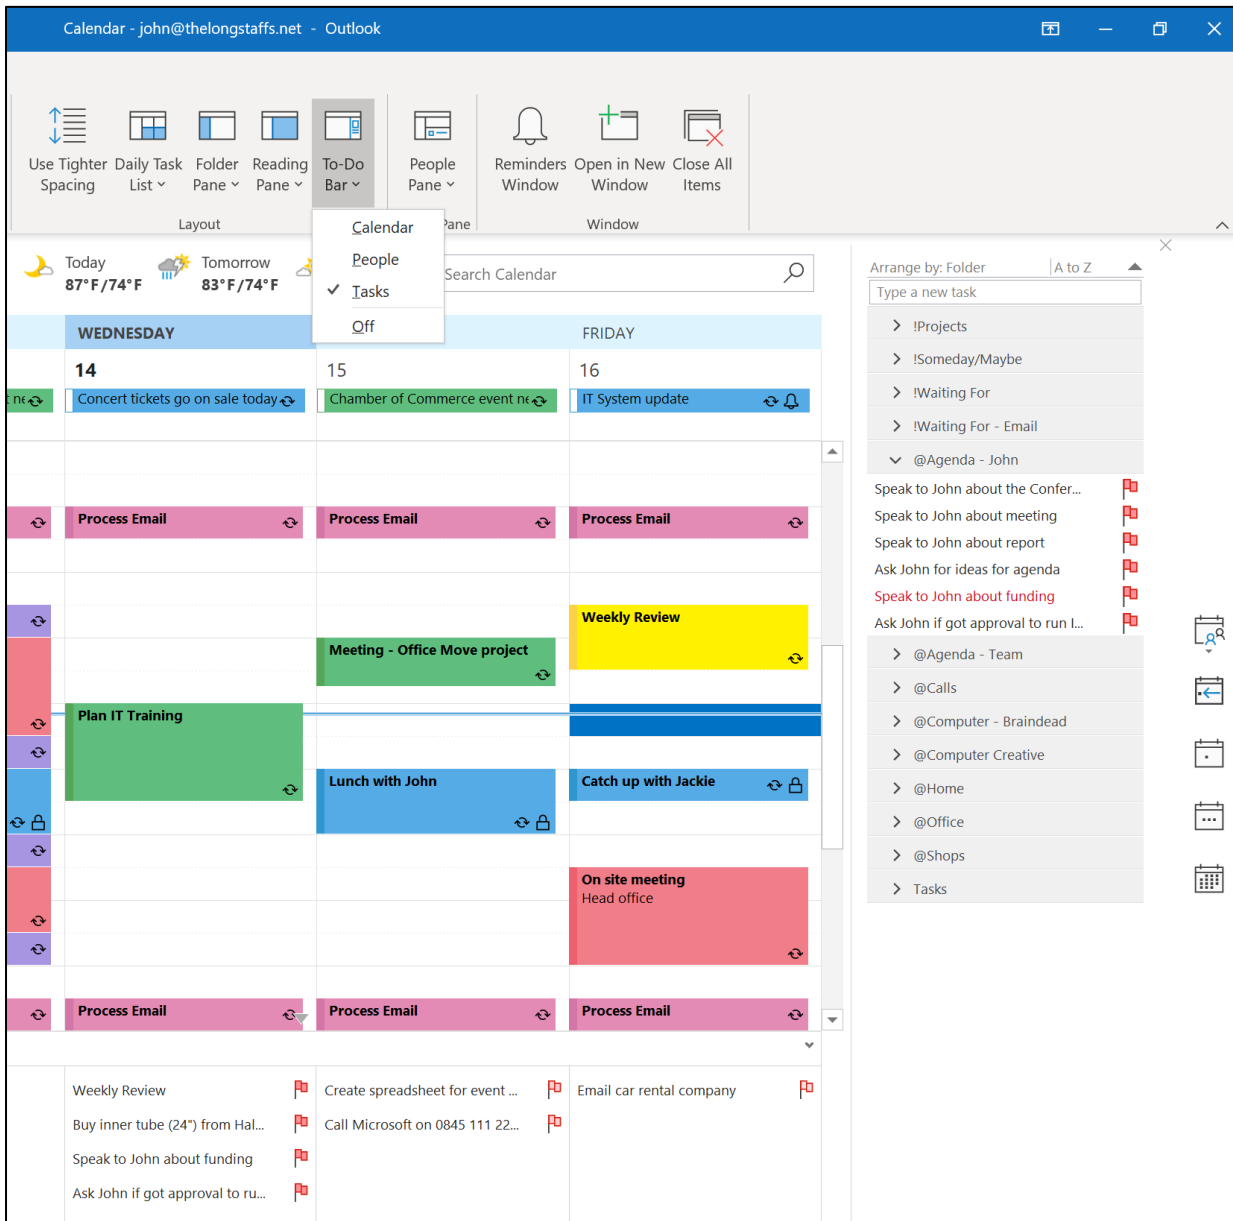 Calendar - john@thelongstaffs.net - Outlook
Use Tighter Spacing
Daily Task List
Folder Pane
Reading Pane
To-Do Bar
People Pane
Reminders Window
Open in New Window
Close All Items
Layout
Pane
Window
Calendar
People
Tasks
Off
Today
87°F/74°F
Tomorrow
83°F/74°F
Search Calendar
Arrange by: Folder
A to Z
Type a new task
!Projects
!Someday/Maybe
!Waiting For
!Waiting For - Email
@Agenda - John
Speak to John about the Confer...
Speak to John about meeting
Speak to John about report
Ask John for ideas for agenda
Speak to John about funding
Ask John if got approval to run I...
@Agenda - Team
@Calls
@Computer - Braindead
@Computer Creative
@Home
@Office
@Shops
Tasks
WEDNESDAY
FRIDAY
14
15
16
t ne
Concert tickets go on sale today
Chamber of Commerce event ne
IT System update
Process Email
Process Email
Process Email
Weekly Review
Meeting - Office Move project
Plan IT Training
Lunch with John
Catch up with Jackie
On site meeting
Head office
Process Email
Process Email
Process Email
Weekly Review
Create spreadsheet for event ...
Email car rental company
Buy inner tube (24") from Hal...
Call Microsoft on 0845 111 22...
Speak to John about funding
Ask John if got approval to ru...